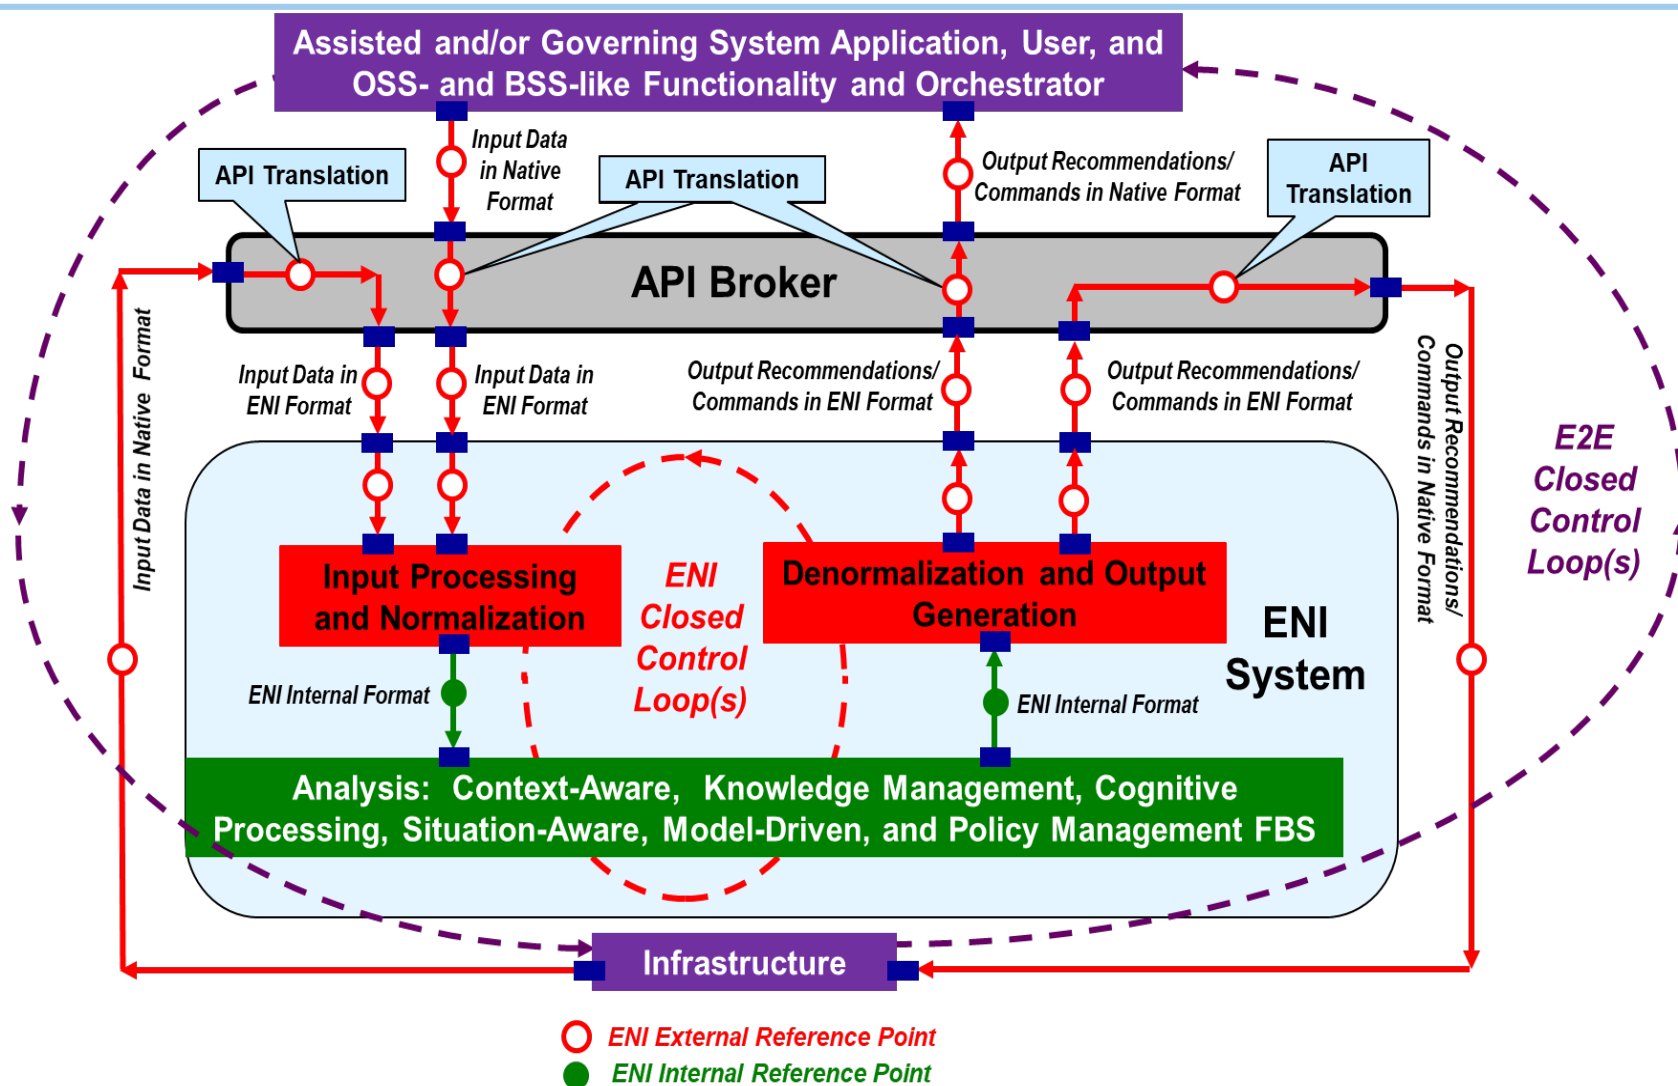 Assisted and/or Governing System Application, User, and
OSS- and BSS-like Functionality and Orchestrator
Input Data
in Native
Format
Output Recommendations/
Commands in Native Format
API Translation
API Translation
API
Translation
API Broker
Input Data in Native Format
Input Data in
ENI Format
Input Data in
ENI Format
Output Recommendations/
Commands in ENI Format
Output Recommendations/
Commands in ENI Format
Output Recommendations/
Commands in Native Format
E2E
Closed
Control
Loop(s)
Input Processing
and Normalization
ENI
Closed
Control
Loop(s)
Denormalization and Output
Generation
ENI
System
ENI Internal Format
ENI Internal Format
Analysis: Context-Aware, Knowledge Management, Cognitive
Processing, Situation-Aware, Model-Driven, and Policy Management FBS
Infrastructure
ENI External Reference Point
ENI Internal Reference Point